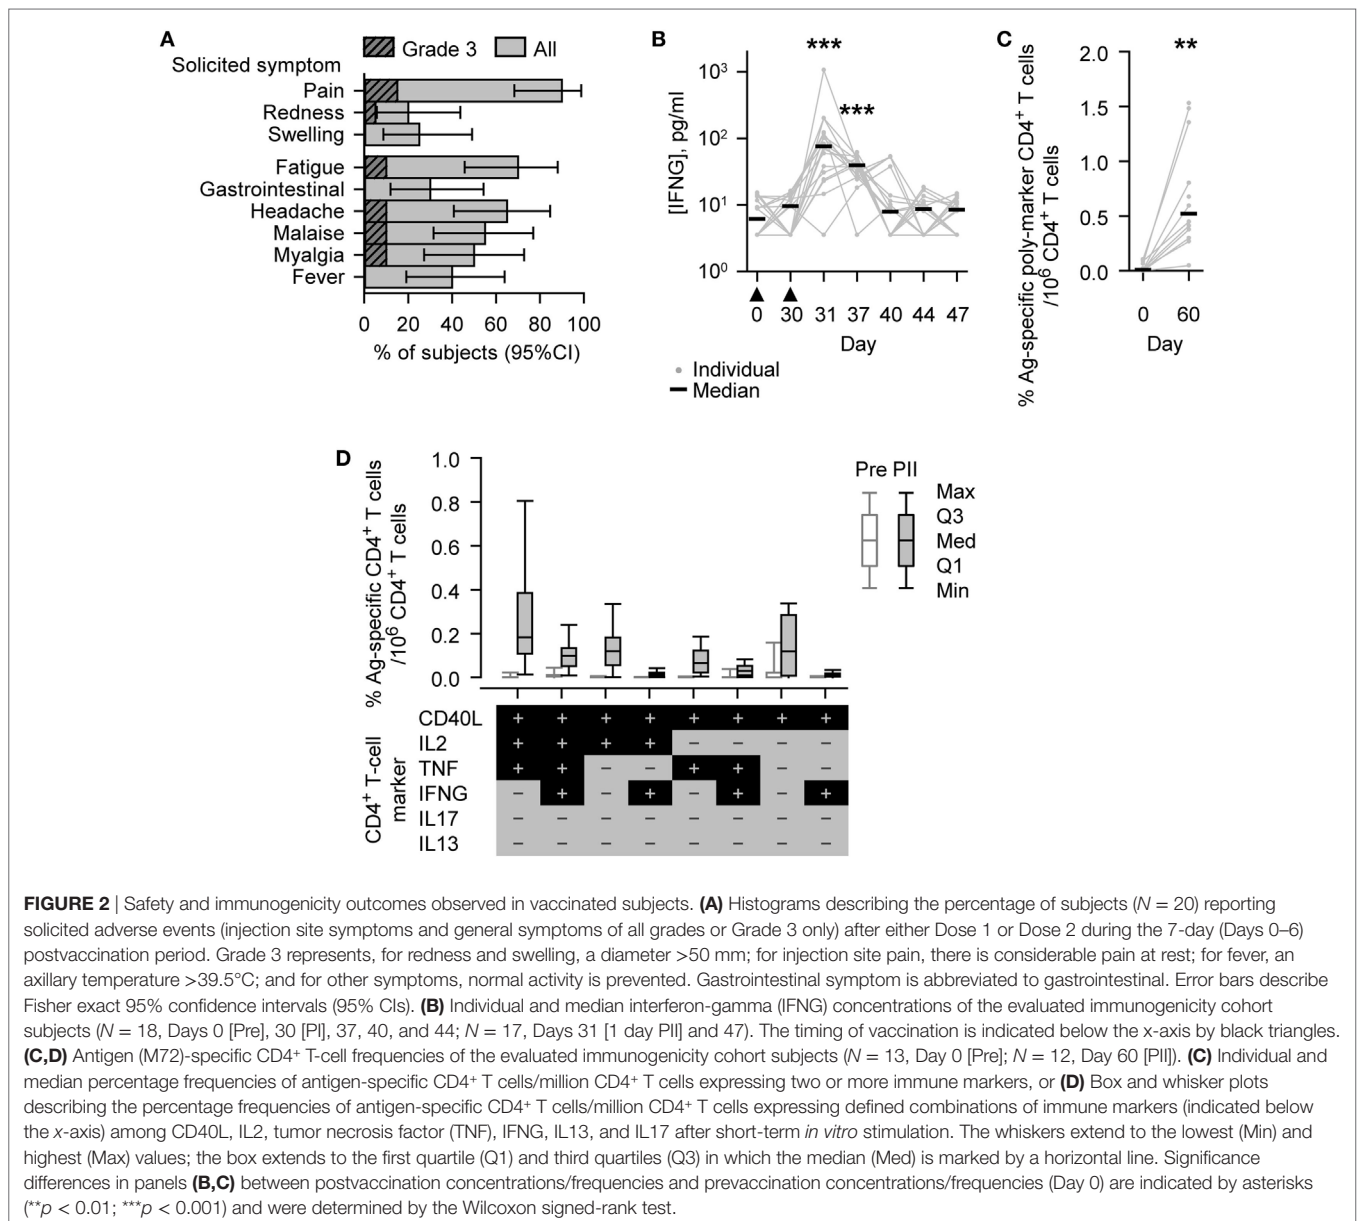 A
Grade 3 All
Solicited symptom
Pain
Redness
Swelling
Fatigue
Gastrointestinal
Headache
Malaise
Myalgia
Fever
0 20 40 60 80 100
% of subjects (95%CI)
B
***
***
[IFNG], pg/ml
10³
10²
10¹
10⁰
0 30 31 37 40 44 47
Day
Individual
Median
C
**
% Ag-specific poly-marker CD4⁺ T cells
/10⁶ CD4⁺ T cells
2.0
1.5
1.0
0.5
0.0
0 60
Day
D
% Ag-specific CD4⁺ T cells
/10⁶ CD4⁺ T cells
1.0
0.8
0.6
0.4
0.2
0.0
Pre PII
Max
Q3
Med
Q1
Min
CD4⁺ T-cell
marker
CD40L + + + + + + + +
IL2 + + + + − − − −
TNF + + − − + + − −
IFNG − + − + − + − +
IL17 − − − − − − − −
IL13 − − − − − − − −
FIGURE 2 | Safety and immunogenicity outcomes observed in vaccinated subjects. (A) Histograms describing the percentage of subjects (N = 20) reporting
solicited adverse events (injection site symptoms and general symptoms of all grades or Grade 3 only) after either Dose 1 or Dose 2 during the 7-day (Days 0–6)
postvaccination period. Grade 3 represents, for redness and swelling, a diameter >50 mm; for injection site pain, there is considerable pain at rest; for fever, an
axillary temperature >39.5°C; and for other symptoms, normal activity is prevented. Gastrointestinal symptom is abbreviated to gastrointestinal. Error bars describe
Fisher exact 95% confidence intervals (95% CIs). (B) Individual and median interferon-gamma (IFNG) concentrations of the evaluated immunogenicity cohort
subjects (N = 18, Days 0 [Pre], 30 [PI], 37, 40, and 44; N = 17, Days 31 [1 day PII] and 47). The timing of vaccination is indicated below the x-axis by black triangles.
(C,D) Antigen (M72)-specific CD4⁺ T-cell frequencies of the evaluated immunogenicity cohort subjects (N = 13, Day 0 [Pre]; N = 12, Day 60 [PII]). (C) Individual and
median percentage frequencies of antigen-specific CD4⁺ T cells/million CD4⁺ T cells expressing two or more immune markers, or (D) Box and whisker plots
describing the percentage frequencies of antigen-specific CD4⁺ T cells/million CD4⁺ T cells expressing defined combinations of immune markers (indicated below
the x-axis) among CD40L, IL2, tumor necrosis factor (TNF), IFNG, IL13, and IL17 after short-term in vitro stimulation. The whiskers extend to the lowest (Min) and
highest (Max) values; the box extends to the first quartile (Q1) and third quartiles (Q3) in which the median (Med) is marked by a horizontal line. Significance
differences in panels (B,C) between postvaccination concentrations/frequencies and prevaccination concentrations/frequencies (Day 0) are indicated by asterisks
(**p < 0.01; ***p < 0.001) and were determined by the Wilcoxon signed-rank test.